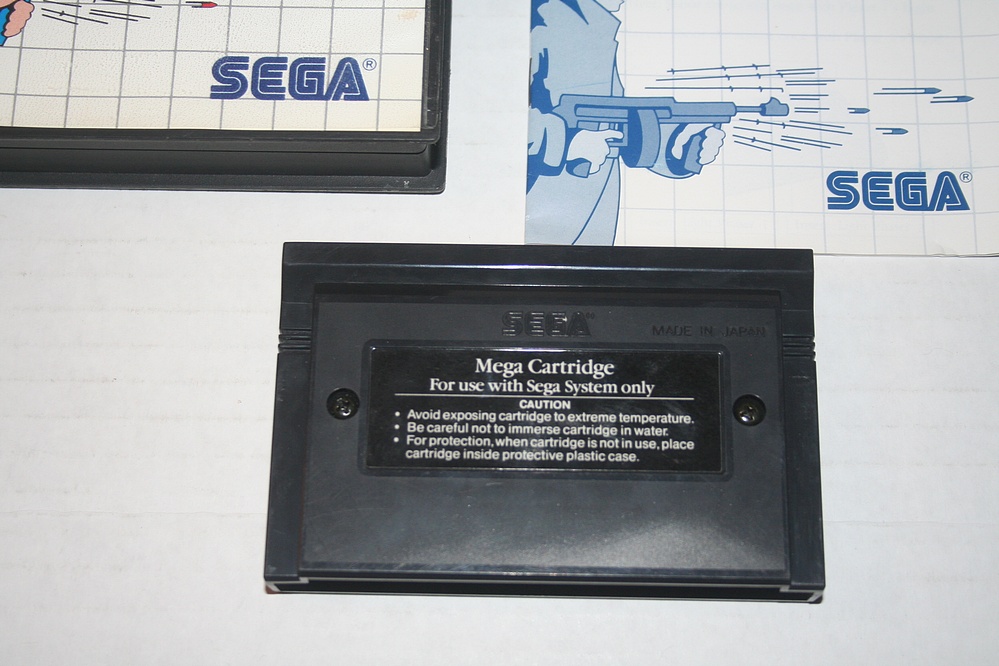 SEGA®
SEGA®
SEGA™
MADE IN JAPAN
Mega Cartridge
For use with Sega System only
CAUTION
• Avoid exposing cartridge to extreme temperature.
• Be careful not to immerse cartridge in water.
• For protection, when cartridge is not in use, place
cartridge inside protective plastic case.